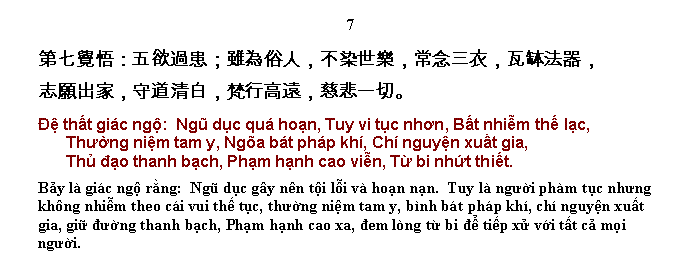 7
第七覺悟：五欲過患；雖為俗人，不染世樂，常念三衣，瓦缽法器，
志願出家，守道清白，梵行高遠，慈悲一切。
Đệ thất giác ngộ: Ngũ dục quá hoạn, Tuy vi tục nhơn, Bất nhiễm thế lạc,
Thường niệm tam y, Ngõa bát pháp khí, Chí nguyện xuất gia,
Thủ đạo thanh bạch, Phạm hạnh cao viễn, Từ bi nhứt thiết.
Bảy là giác ngộ rằng: Ngũ dục gây nên tội lỗi và hoạn nạn. Tuy là người phàm tục nhưng
không nhiễm theo cái vui thế tục, thường niệm tam y, bình bát pháp khí, chí nguyện xuất
gia, giữ đường thanh bạch, Phạm hạnh cao xa, đem lòng từ bi để tiếp xử với tất cả mọi
người.